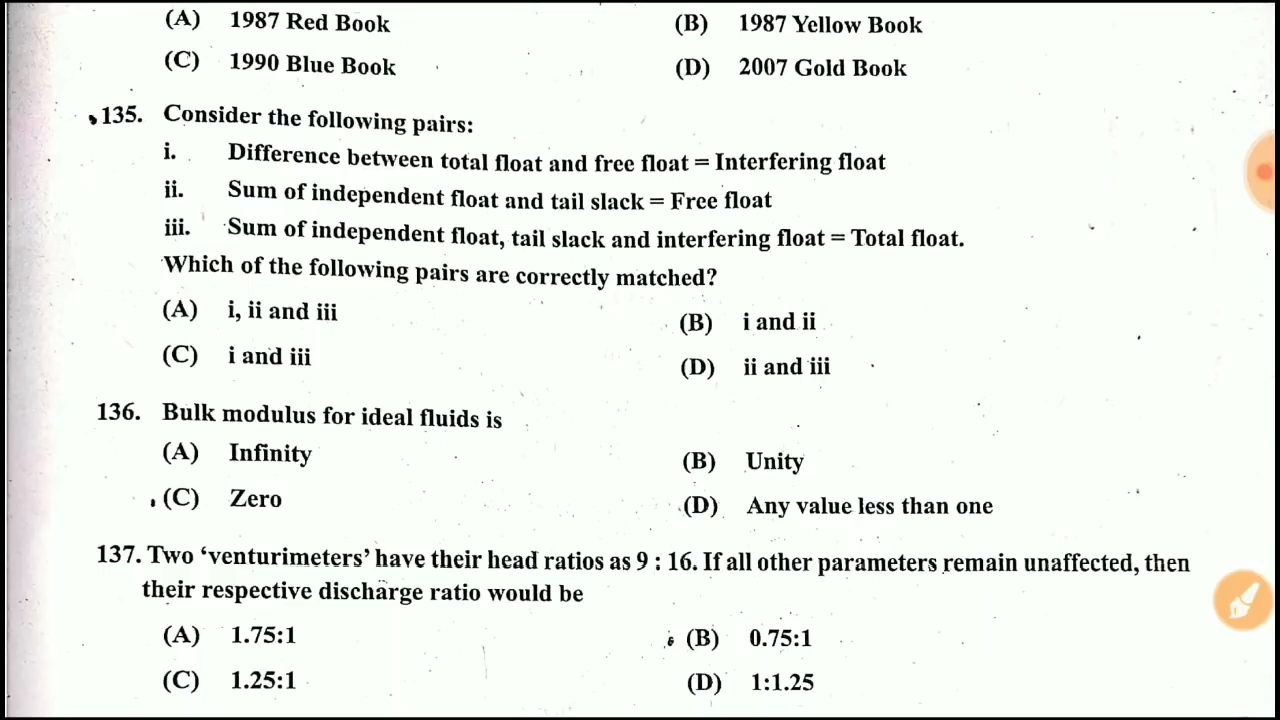 (A) 1987 Red Book (B) 1987 Yellow Book
(C) 1990 Blue Book (D) 2007 Gold Book
135. Consider the following pairs:
i. Difference between total float and free float = Interfering float
ii. Sum of independent float and tail slack = Free float
iii. Sum of independent float, tail slack and interfering float = Total float.
Which of the following pairs are correctly matched?
(A) i, ii and iii (B) i and ii
(C) i and iii (D) ii and iii
136. Bulk modulus for ideal fluids is
(A) Infinity (B) Unity
(C) Zero (D) Any value less than one
137. Two ‘venturimeters’ have their head ratios as 9 : 16. If all other parameters remain unaffected, then
their respective discharge ratio would be
(A) 1.75:1 (B) 0.75:1
(C) 1.25:1 (D) 1:1.25